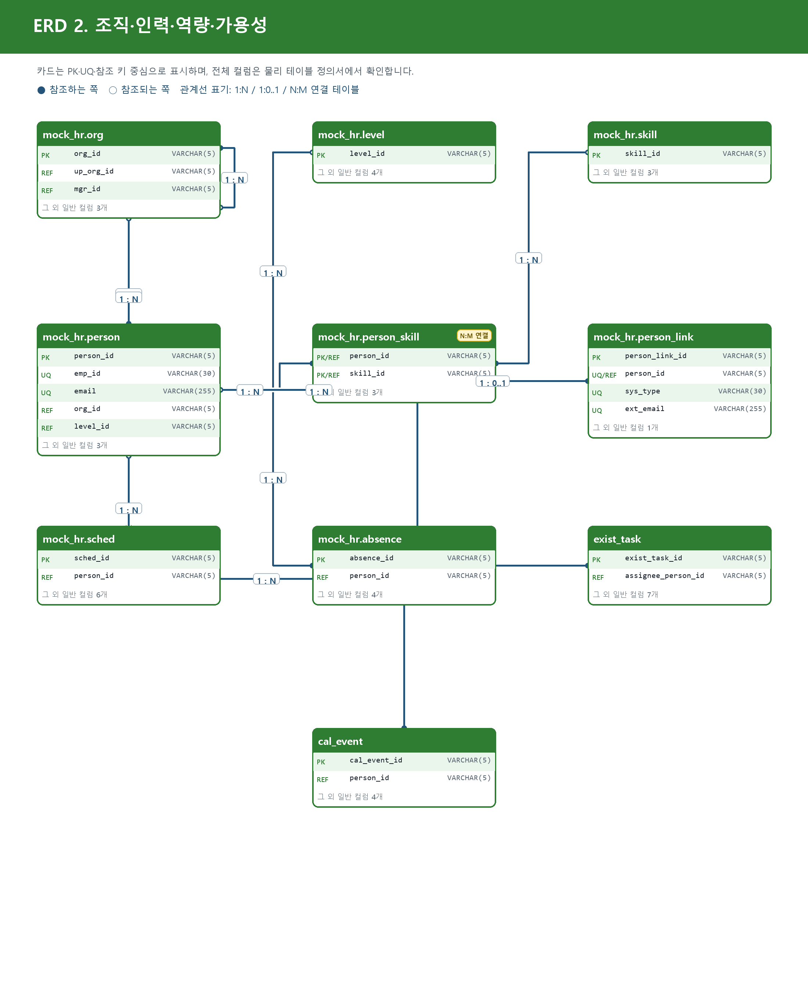 ERD 2. 조직·인력·역량·가용성
카드는 PK·UQ·참조 키 중심으로 표시하며, 전체 컬럼은 물리 테이블 정의서에서 확인합니다.
● 참조하는 쪽 ○ 참조되는 쪽 관계선 표기: 1:N / 1:0..1 / N:M 연결 테이블
mock_hr.org
PK org_id VARCHAR(5)
REF up_org_id VARCHAR(5)
REF mgr_id VARCHAR(5)
그 외 일반 컬럼 3개
1 : N
mock_hr.level
PK level_id VARCHAR(5)
그 외 일반 컬럼 4개
mock_hr.skill
PK skill_id VARCHAR(5)
그 외 일반 컬럼 3개
1 : N
1 : N
1 : N
mock_hr.person
PK person_id VARCHAR(5)
UQ emp_id VARCHAR(30)
UQ email VARCHAR(255)
REF org_id VARCHAR(5)
REF level_id VARCHAR(5)
그 외 일반 컬럼 3개
1 : N
1 : N
mock_hr.person_skill
N:M 연결
PK/REF person_id VARCHAR(5)
PK/REF skill_id VARCHAR(5)
일반 컬럼 3개
1 : 0..1
mock_hr.person_link
PK person_link_id VARCHAR(5)
UQ/REF person_id VARCHAR(5)
UQ sys_type VARCHAR(30)
UQ ext_email VARCHAR(255)
그 외 일반 컬럼 1개
1 : N
1 : N
mock_hr.sched
PK sched_id VARCHAR(5)
REF person_id VARCHAR(5)
그 외 일반 컬럼 6개
1 : N
mock_hr.absence
PK absence_id VARCHAR(5)
REF person_id VARCHAR(5)
그 외 일반 컬럼 4개
exist_task
PK exist_task_id VARCHAR(5)
REF assignee_person_id VARCHAR(5)
그 외 일반 컬럼 7개
cal_event
PK cal_event_id VARCHAR(5)
REF person_id VARCHAR(5)
그 외 일반 컬럼 4개